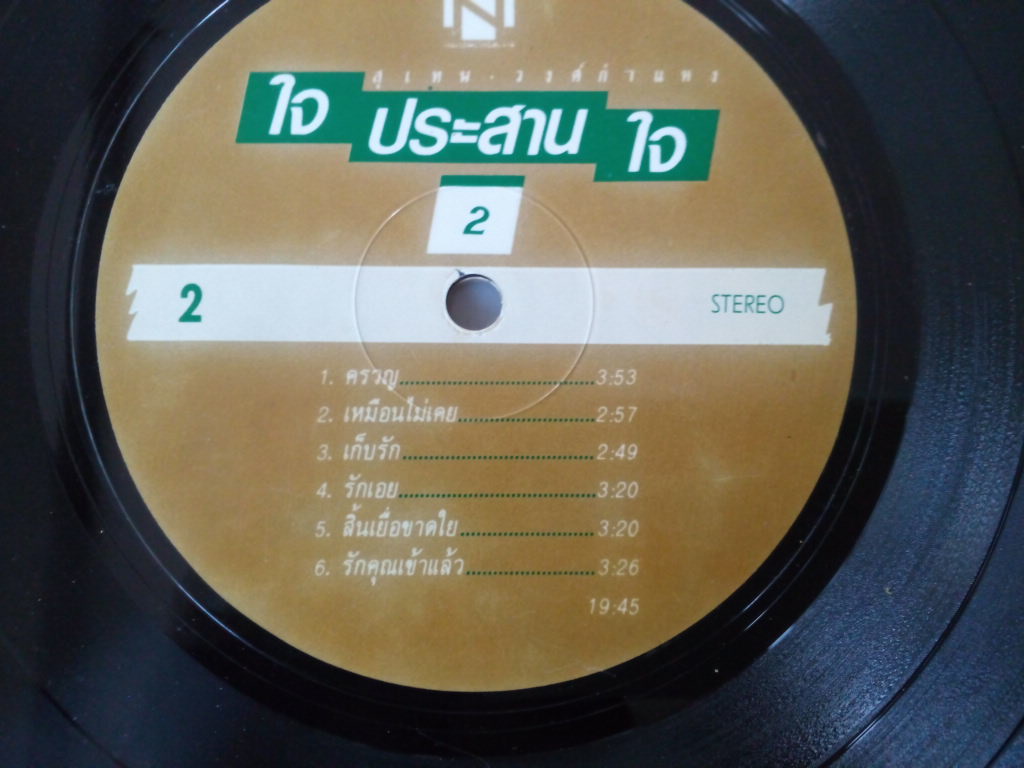 N
สุเทพ • วงศ์กำแหง
ใจ ประสาน ใจ
2
2 STEREO
1. ครวญ 3:53
2. เหมือนไม่เคย 2:57
3. เก็บรัก 2:49
4. รักเอย 3:20
5. สิ้นเยื่อขาดใย 3:20
6. รักคุณเข้าแล้ว 3:26
19:45